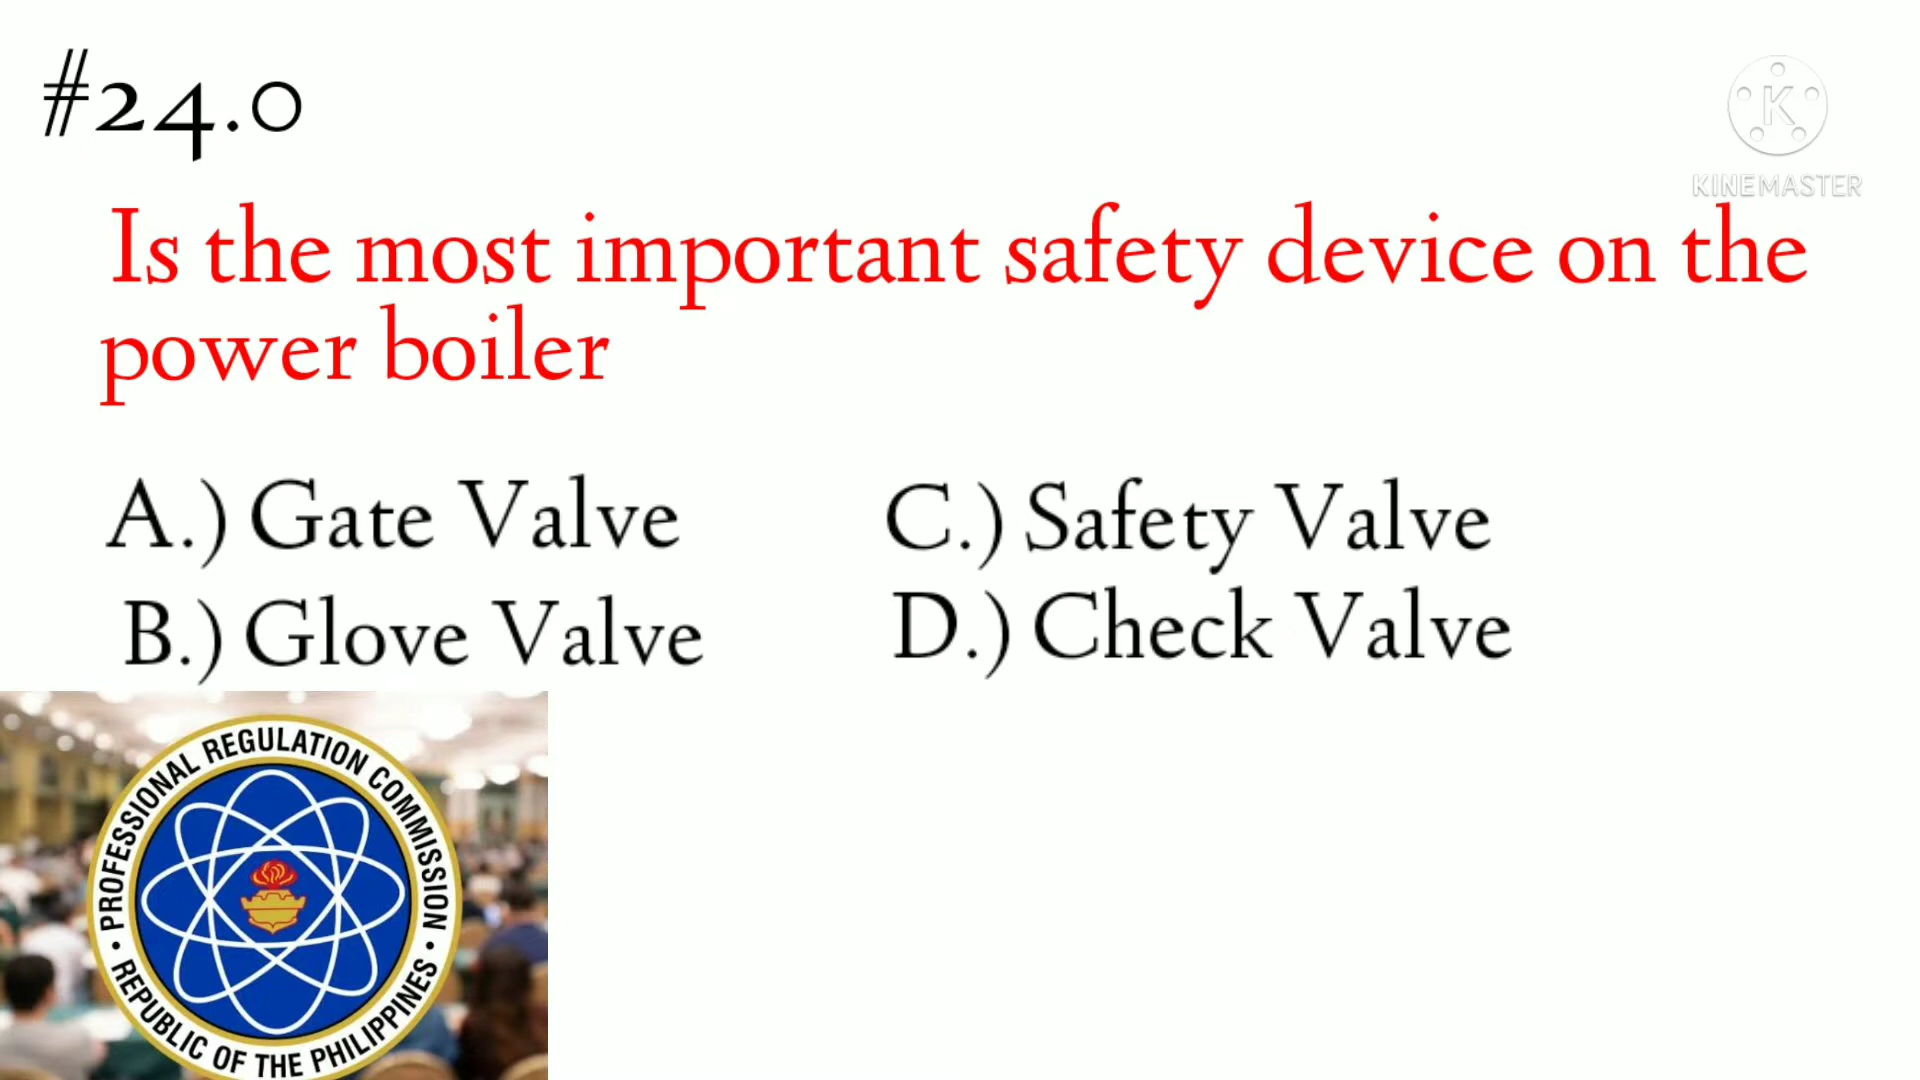 #24.0
KINEMASTER
Is the most important safety device on the
power boiler
A.) Gate Valve
C.) Safety Valve
B.) Glove Valve
D.) Check Valve
PROFESSIONAL REGULATION COMMISSION
REPUBLIC OF THE PHILIPPINES